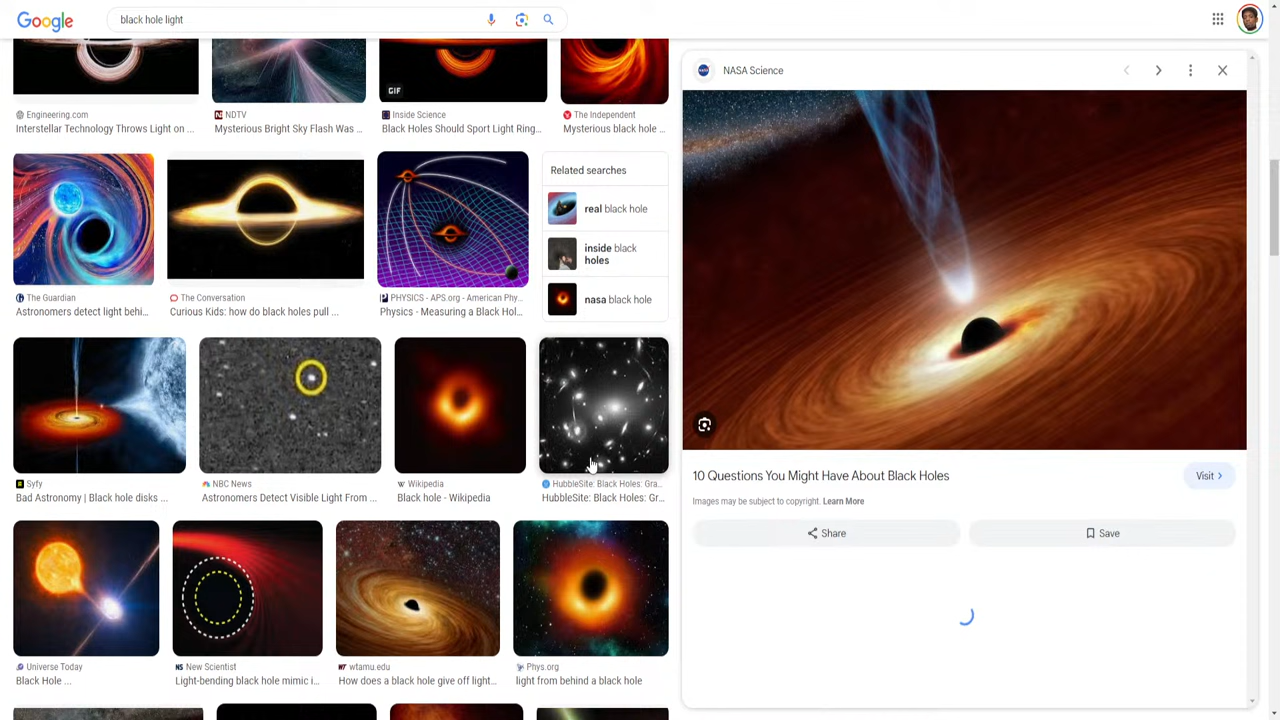 Google
black hole light
Engineering.com
Interstellar Technology Throws Light on ...
NDTV
Mysterious Bright Sky Flash Was ...
GIF
Inside Science
Black Holes Should Sport Light Ring...
The Independent
Mysterious black hole ...
The Guardian
Astronomers detect light behi...
The Conversation
Curious Kids: how do black holes pull ...
PHYSICS - APS.org - American Phy...
Physics - Measuring a Black Hol...
Related searches
real black hole
inside black
holes
nasa black hole
Syfy
Bad Astronomy | Black hole disks ...
NBC News
Astronomers Detect Visible Light From ...
Wikipedia
Black hole - Wikipedia
HubbleSite: Black Holes: Gra...
HubbleSite: Black Holes: Gr...
Universe Today
Black Hole ...
NS New Scientist
Light-bending black hole mimic i...
wtamu.edu
How does a black hole give off light...
Phys.org
light from behind a black hole
NASA Science
10 Questions You Might Have About Black Holes
Visit
Images may be subject to copyright. Learn More
Share
Save